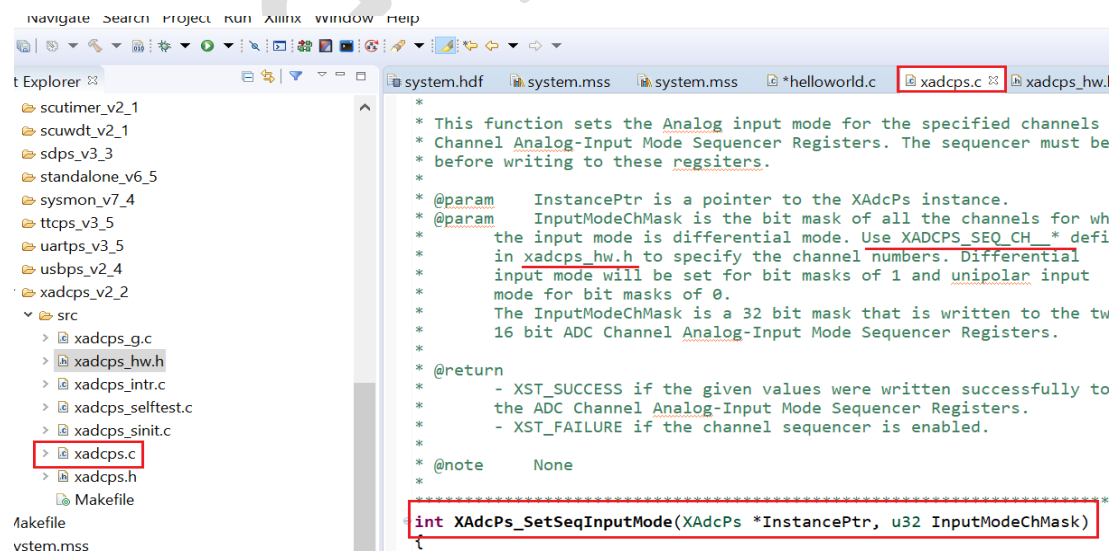 Navigate Search Project Run Xilinx Window Help
t Explorer
system.hdf system.mss system.mss *helloworld.c xadcps.c xadcps_hw.h
scutimer_v2_1
scuwdt_v2_1
sdps_v3_3
standalone_v6_5
sysmon_v7_4
ttcps_v3_5
uartps_v3_5
usbps_v2_4
xadcps_v2_2
src
xadcps_g.c
xadcps_hw.h
xadcps_intr.c
xadcps_selftest.c
xadcps_sinit.c
xadcps.c
xadcps.h
Makefile
Makefile
ystem.mss
*
* This function sets the Analog input mode for the specified channels
* Channel Analog-Input Mode Sequencer Registers. The sequencer must be
* before writing to these regsiters.
*
* @param InstancePtr is a pointer to the XAdcPs instance.
* @param InputModeChMask is the bit mask of all the channels for wh
* the input mode is differential mode. Use XADCPS_SEQ_CH__* defi
* in xadcps_hw.h to specify the channel numbers. Differential
* input mode will be set for bit masks of 1 and unipolar input
* mode for bit masks of 0.
* The InputModeChMask is a 32 bit mask that is written to the tw
* 16 bit ADC Channel Analog-Input Mode Sequencer Registers.
*
* @return
* - XST_SUCCESS if the given values were written successfully to
* the ADC Channel Analog-Input Mode Sequencer Registers.
* - XST_FAILURE if the channel sequencer is enabled.
*
* @note None
*
*****************************************************************************
int XAdcPs_SetSeqInputMode(XAdcPs *InstancePtr, u32 InputModeChMask)
{